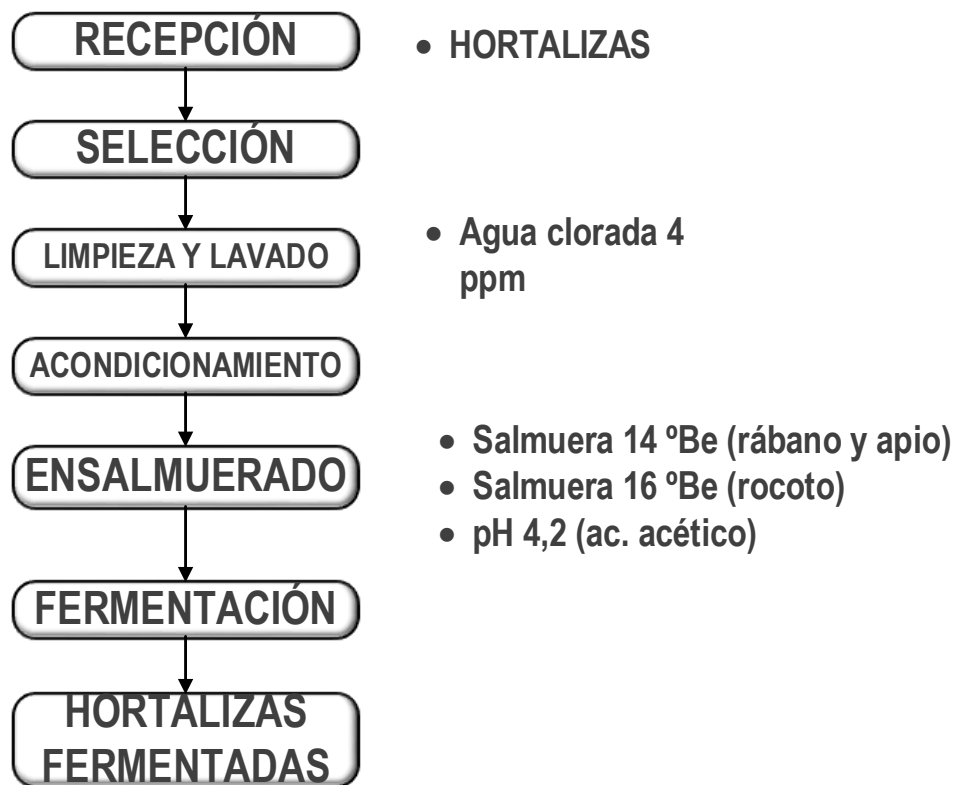 RECEPCIÓN
• HORTALIZAS
SELECCIÓN
LIMPIEZA Y LAVADO
• Agua clorada 4
ppm
ACONDICIONAMIENTO
ENSALMUERADO
• Salmuera 14 ºBe (rábano y apio)
• Salmuera 16 ºBe (rocoto)
• pH 4,2 (ac. acético)
FERMENTACIÓN
HORTALIZAS
FERMENTADAS